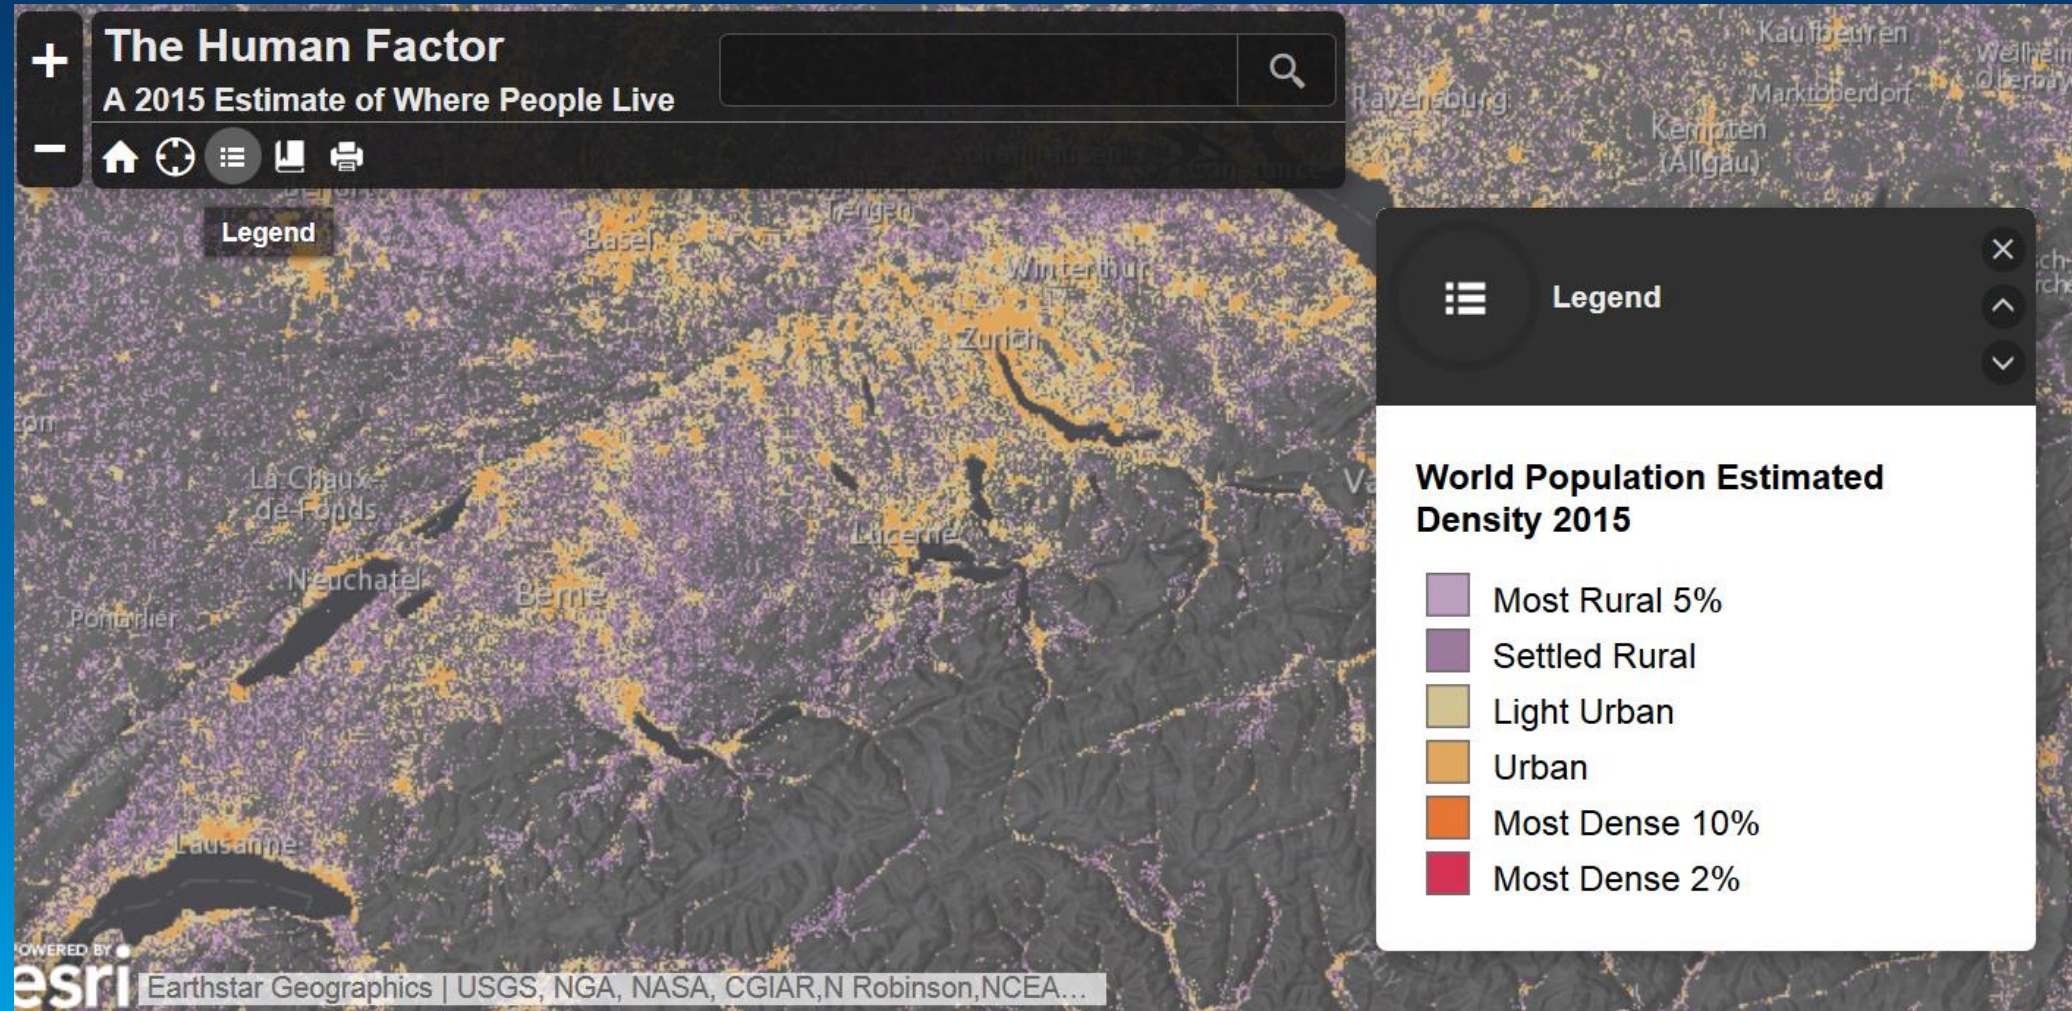 +
The Human Factor
A 2015 Estimate of Where People Live
−
Legend
Kaufbeuren
Ravensburg
Marktoberdorf
Kempten
(Allgäu)
Basel
Winterthur
Zurich
La Chaux-
de-Fonds
Lucerne
Neuchatel
Berne
Pontarlier
Lausanne
ITALY
Legend
World Population Estimated
Density 2015
Most Rural 5%
Settled Rural
Light Urban
Urban
Most Dense 10%
Most Dense 2%
POWERED BY
esri
Earthstar Geographics | USGS, NGA, NASA, CGIAR,N Robinson,NCEA...